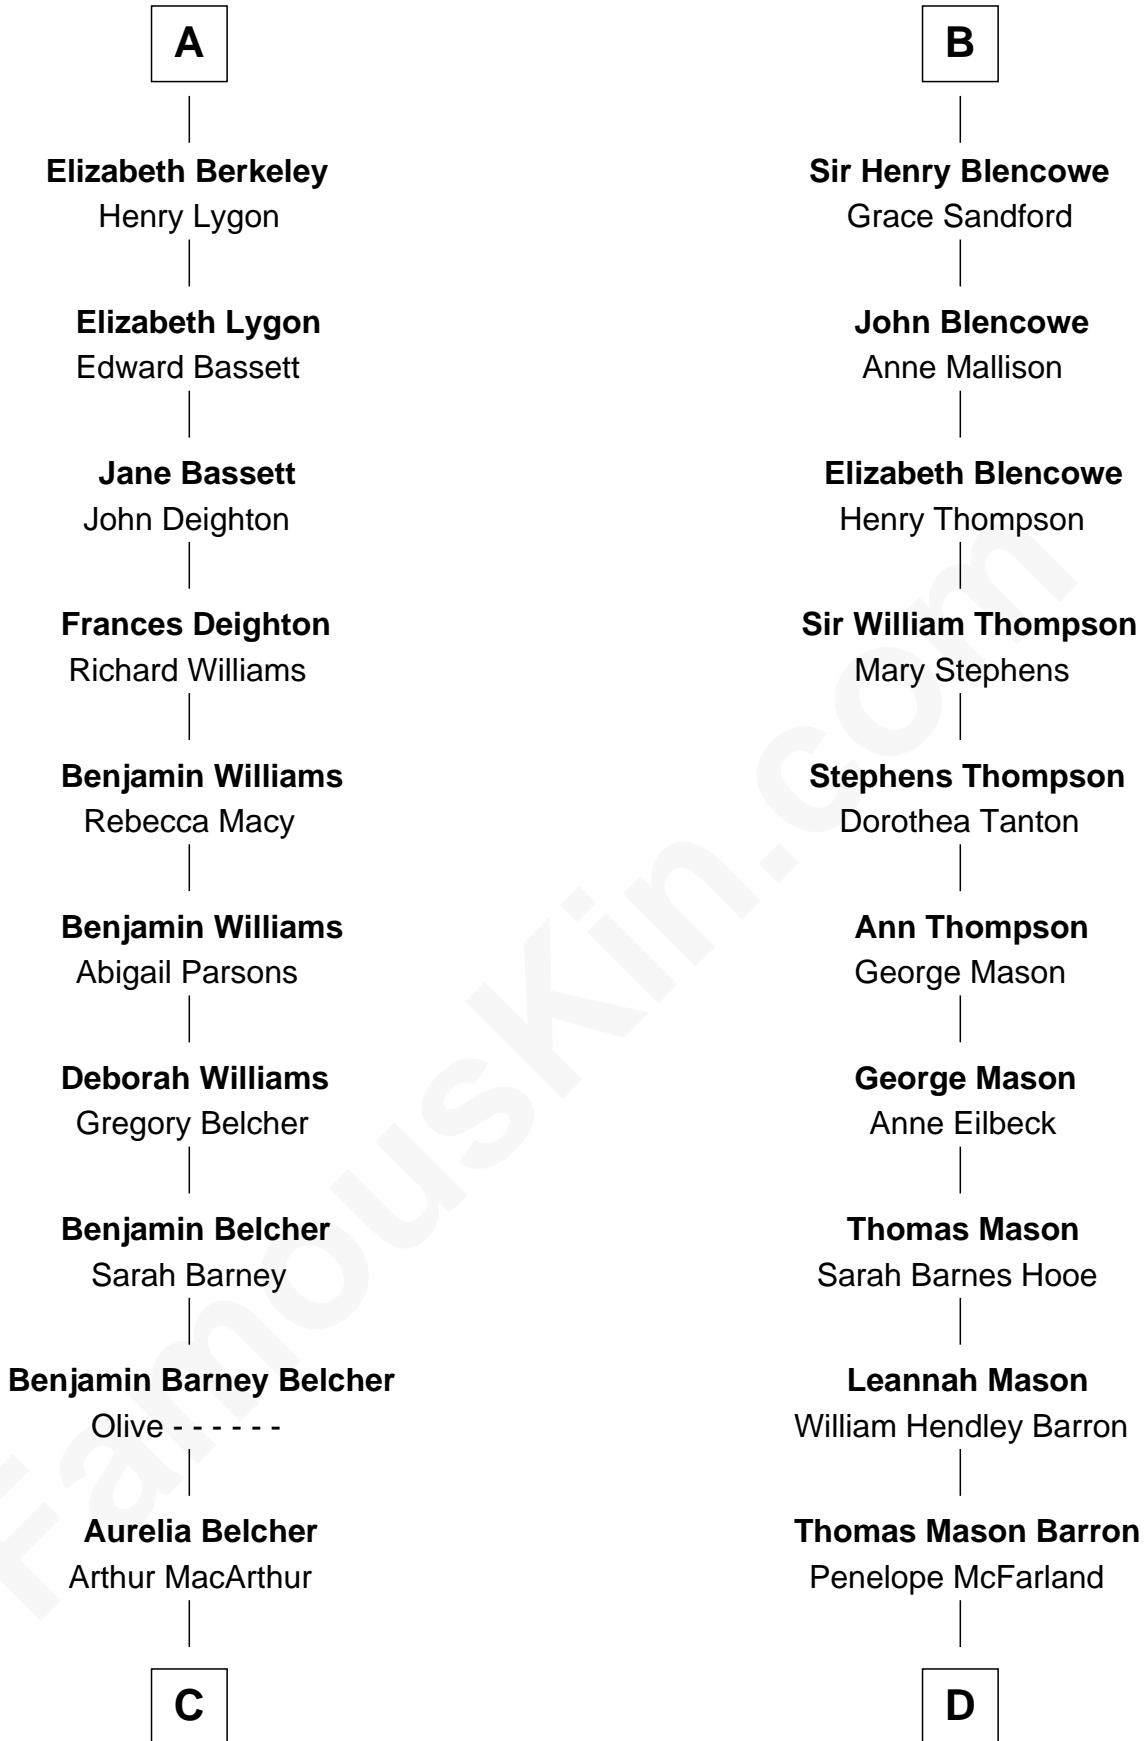 A
Elizabeth Berkeley
Henry Lygon
Elizabeth Lygon
Edward Bassett
Jane Bassett
John Deighton
Frances Deighton
Richard Williams
Benjamin Williams
Rebecca Macy
Benjamin Williams
Abigail Parsons
Deborah Williams
Gregory Belcher
Benjamin Belcher
Sarah Barney
Benjamin Barney Belcher
Olive - - - - - -
Aurelia Belcher
Arthur MacArthur
C
B
Sir Henry Blencowe
Grace Sandford
John Blencowe
Anne Mallison
Elizabeth Blencowe
Henry Thompson
Sir William Thompson
Mary Stephens
Stephens Thompson
Dorothea Tanton
Ann Thompson
George Mason
George Mason
Anne Eilbeck
Thomas Mason
Sarah Barnes Hooe
Leannah Mason
William Hendley Barron
Thomas Mason Barron
Penelope McFarland
D
FamousKin.com